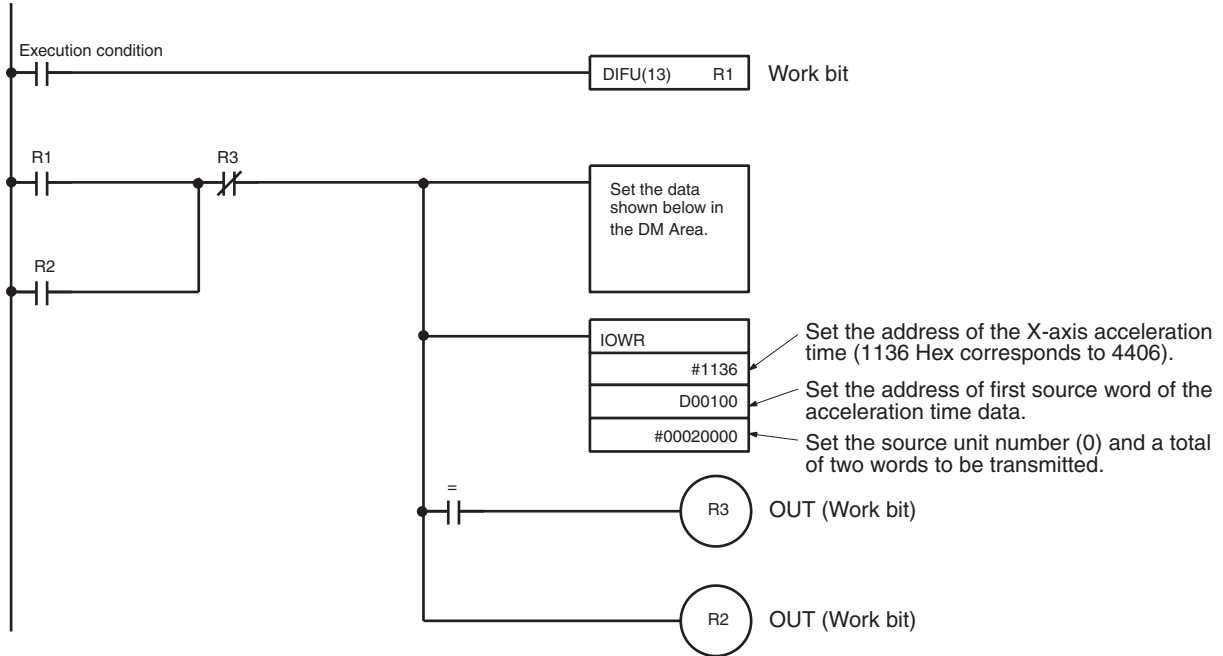 Execution condition
DIFU(13) R1
Work bit
R1
R3
Set the data
shown below in
the DM Area.
R2
IOWR
#1136
D00100
#00020000
Set the address of the X-axis acceleration
time (1136 Hex corresponds to 4406).
Set the address of first source word of the
acceleration time data.
Set the source unit number (0) and a total
of two words to be transmitted.
=
R3
OUT (Work bit)
R2
OUT (Work bit)